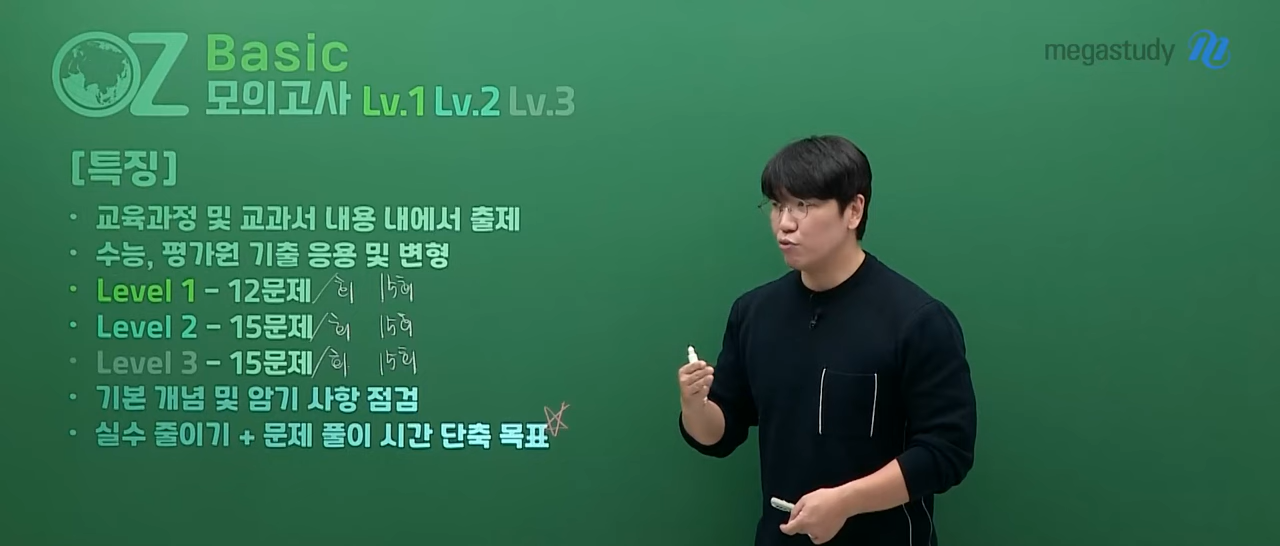 OZ Basic
모의고사 Lv.1 Lv.2 Lv.3
megastudy
[특징]
• 교육과정 및 교과서 내용 내에서 출제
• 수능, 평가원 기출 응용 및 변형
• Level 1 – 12문제/회 15회
• Level 2 – 15문제/회 15회
• Level 3 – 15문제/회 15회
• 기본 개념 및 암기 사항 점검
• 실수 줄이기 + 문제 풀이 시간 단축 목표